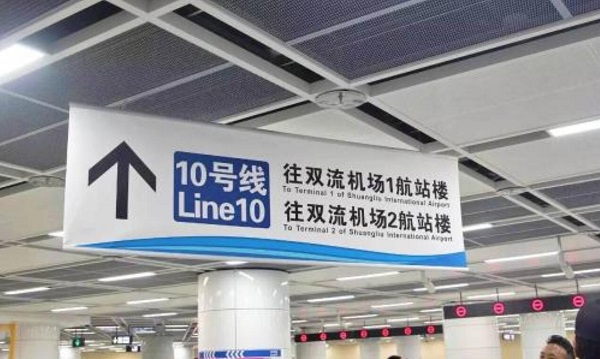 10号线
Line10
往双流机场1航站楼
To Terminal 1 of Shuangliu International Airport
往双流机场2航站楼
To Terminal 2 of Shuangliu International Airport